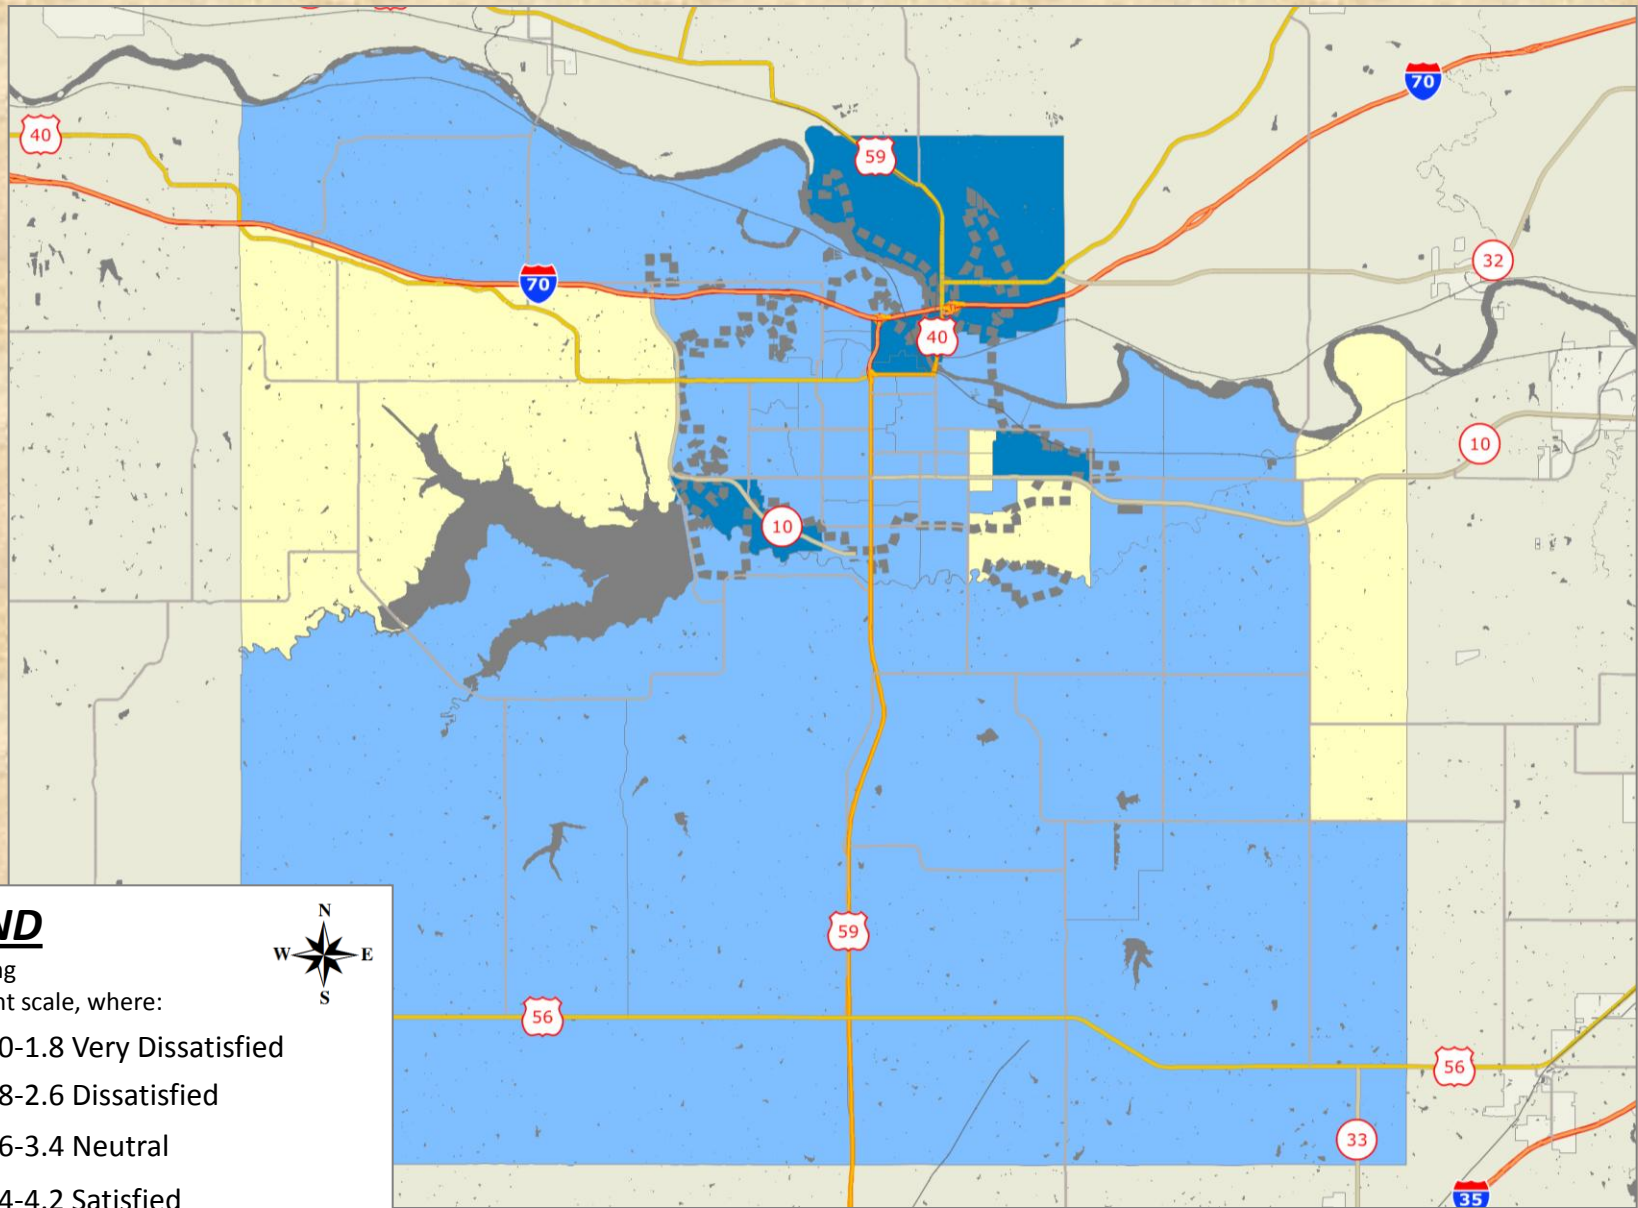 70
40
59
32
70
40
10
10
59
ND
N
W E
S
ng
nt scale, where:
0-1.8 Very Dissatisfied
56
8-2.6 Dissatisfied
56
6-3.4 Neutral
33
4-4.2 Satisfied
35